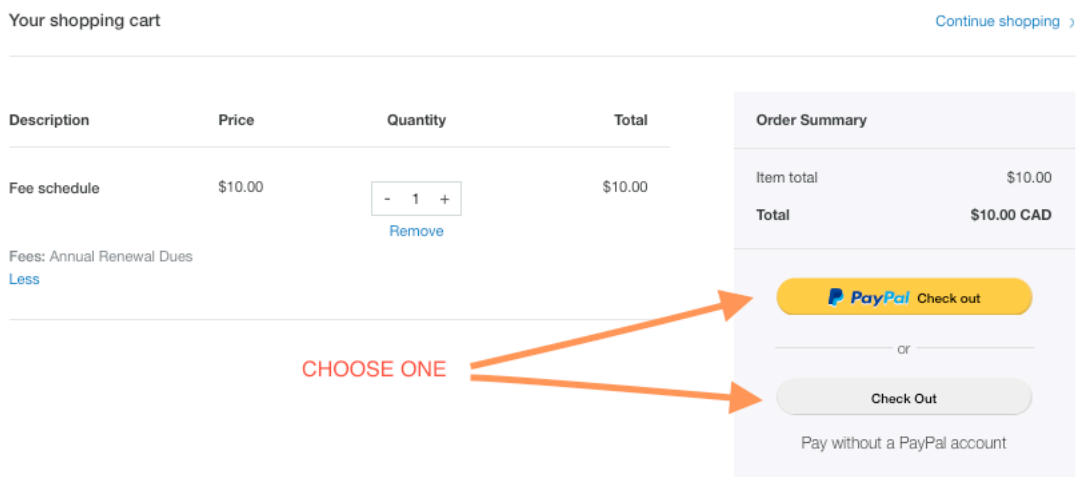 Your shopping cart
Continue shopping
Description Price Quantity Total
Fee schedule $10.00 - 1 + $10.00
Remove
Fees: Annual Renewal Dues
Less
CHOOSE ONE
Order Summary
Item total $10.00
Total $10.00 CAD
PayPal Check out
or
Check Out
Pay without a PayPal account